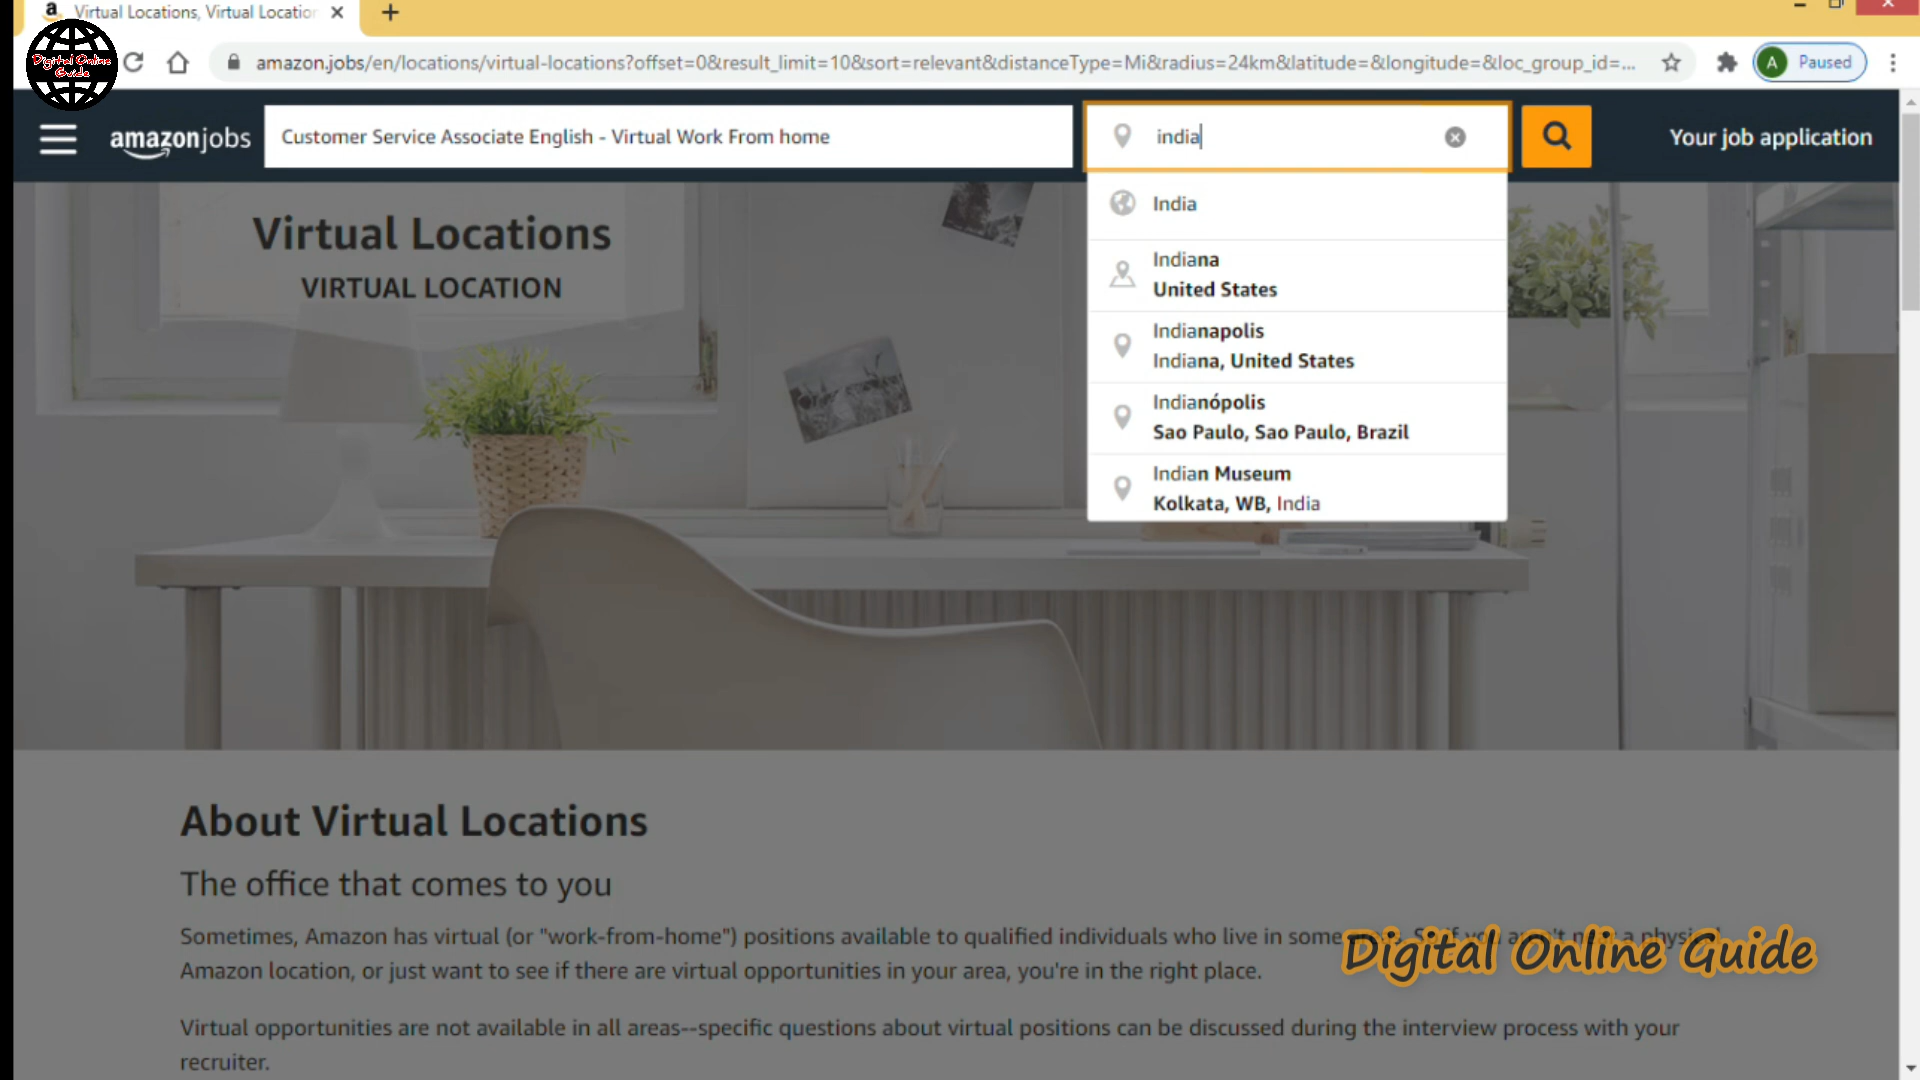 Virtual Locations, Virtual Location
Digital Online
Guide
amazon.jobs/en/locations/virtual-locations?offset=0&result_limit=10&sort=relevant&distanceType=Mi&radius=24km&latitude=&longitude=&loc_group_id=...
A Paused
amazonjobs
Customer Service Associate English - Virtual Work From home
india
Your job application
India
Indiana
United States
Indianapolis
Indiana, United States
Indianópolis
Sao Paulo, Sao Paulo, Brazil
Indian Museum
Kolkata, WB, India
Virtual Locations
VIRTUAL LOCATION
About Virtual Locations
The office that comes to you
Sometimes, Amazon has virtual (or "work-from-home") positions available to qualified individuals who live in some
Amazon location, or just want to see if there are virtual opportunities in your area, you're in the right place.
Digital Online Guide
Virtual opportunities are not available in all areas--specific questions about virtual positions can be discussed during the interview process with your
recruiter.